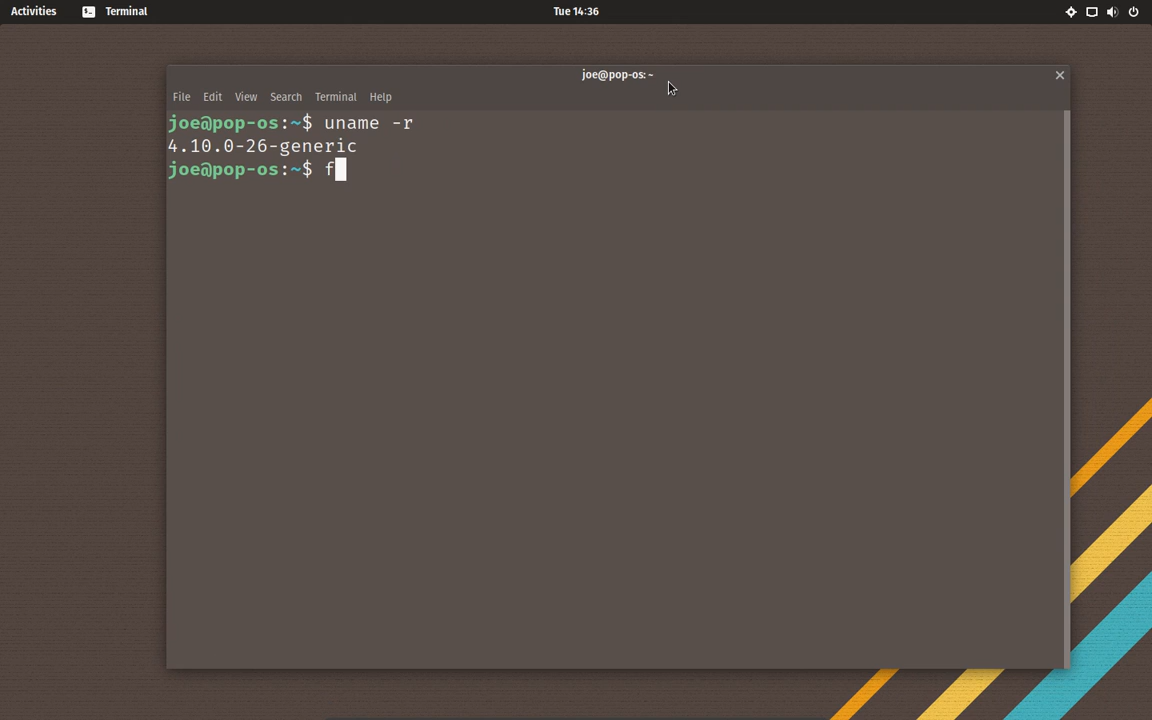 Activities Terminal Tue 14:36
joe@pop-os: ~
File Edit View Search Terminal Help
joe@pop-os:~$ uname -r
4.10.0-26-generic
joe@pop-os:~$ f